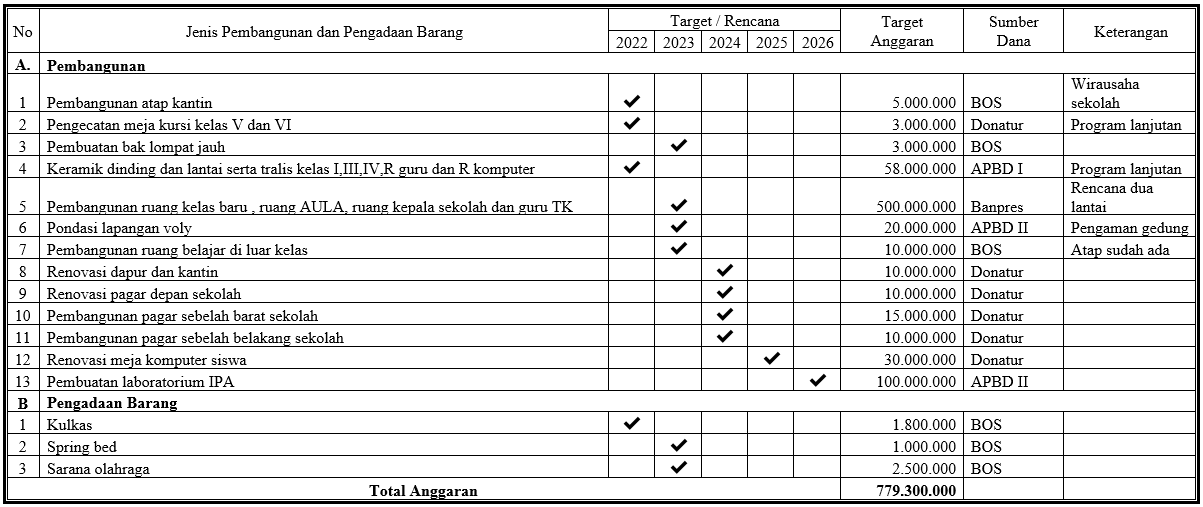 No Jenis Pembangunan dan Pengadaan Barang Target / Rencana Target Anggaran Sumber Dana Keterangan
2022 2023 2024 2025 2026
A. Pembangunan
1 Pembangunan atap kantin ✔ 5.000.000 BOS Wirausaha sekolah
2 Pengecatan meja kursi kelas V dan VI ✔ 3.000.000 Donatur Program lanjutan
3 Pembuatan bak lompat jauh ✔ 3.000.000 BOS
4 Keramik dinding dan lantai serta tralis kelas I,III,IV,R guru dan R komputer ✔ 58.000.000 APBD I Program lanjutan
5 Pembangunan ruang kelas baru , ruang AULA, ruang kepala sekolah dan guru TK ✔ 500.000.000 Banpres Rencana dua lantai
6 Pondasi lapangan voly ✔ 20.000.000 APBD II Pengaman gedung
7 Pembangunan ruang belajar di luar kelas ✔ 10.000.000 BOS Atap sudah ada
8 Renovasi dapur dan kantin ✔ 10.000.000 Donatur
9 Renovasi pagar depan sekolah ✔ 10.000.000 Donatur
10 Pembangunan pagar sebelah barat sekolah ✔ 15.000.000 Donatur
11 Pembangunan pagar sebelah belakang sekolah ✔ 10.000.000 Donatur
12 Renovasi meja komputer siswa ✔ 30.000.000 Donatur
13 Pembuatan laboratorium IPA ✔ 100.000.000 APBD II
B Pengadaan Barang
1 Kulkas ✔ 1.800.000 BOS
2 Spring bed ✔ 1.000.000 BOS
3 Sarana olahraga ✔ 2.500.000 BOS
Total Anggaran 779.300.000